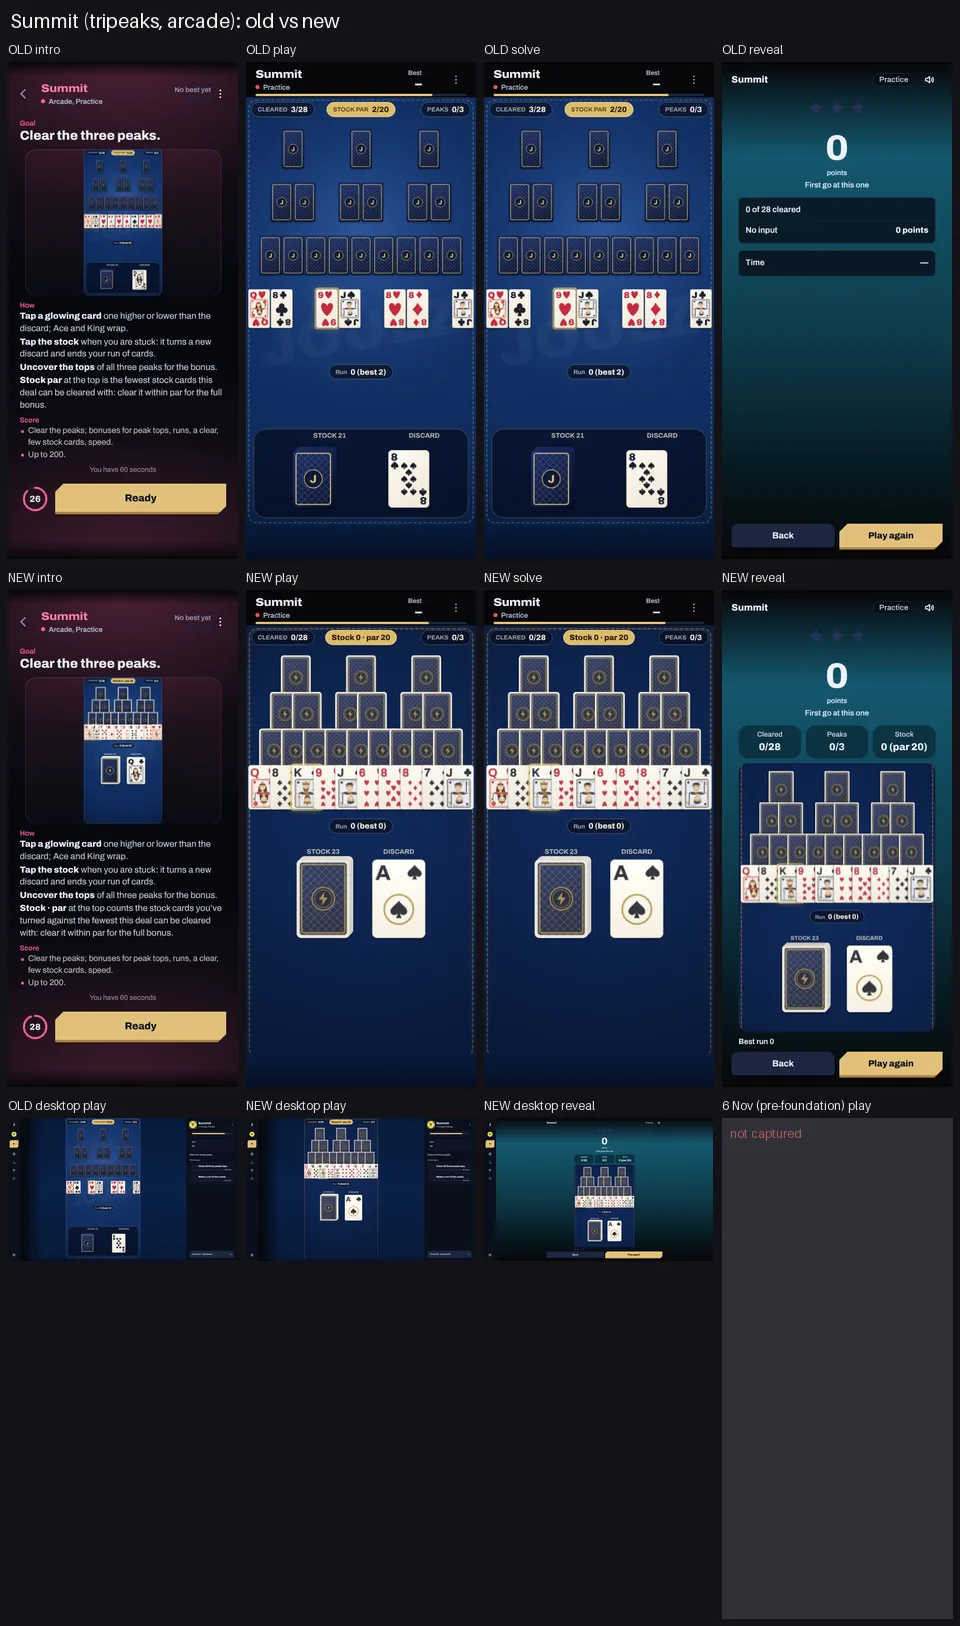 Summit (tripeaks, arcade): old vs new
OLD intro
OLD play
OLD solve
OLD reveal
Summit
Arcade, Practice
No best yet
Goal
Clear the three peaks.
How
Tap a glowing card one higher or lower than the
discard; Ace and King wrap.
Tap the stock when you are stuck: it turns a new
discard and ends your run of cards.
Uncover the tops of all three peaks for the bonus.
Stock par at the top is the fewest stock cards this
deal can be cleared with: clear it within par for the full
bonus.
Score
Clear the peaks; bonuses for peak tops, runs, a clear,
few stock cards, speed.
Up to 200.
You have 60 seconds
26
Ready
Summit
Practice
Best
CLEARED 3/28
STOCK PAR 2/20
PEAKS 0/3
Run 0 (best 2)
STOCK 21
DISCARD
Summit
Practice
Best
CLEARED 3/28
STOCK PAR 2/20
PEAKS 0/3
Run 0 (best 2)
STOCK 21
DISCARD
Summit
Practice
0
points
First go at this one
0 of 28 cleared
No input 0 points
Time —
Back
Play again
NEW intro
NEW play
NEW solve
NEW reveal
Summit
Arcade, Practice
No best yet
Goal
Clear the three peaks.
How
Tap a glowing card one higher or lower than the
discard; Ace and King wrap.
Tap the stock when you are stuck: it turns a new
discard and ends your run of cards.
Uncover the tops of all three peaks for the bonus.
Stock · par at the top counts the stock cards you've
turned against the fewest this deal can be cleared
with: clear it within par for the full bonus.
Score
Clear the peaks; bonuses for peak tops, runs, a clear,
few stock cards, speed.
Up to 200.
You have 60 seconds
28
Ready
Summit
Practice
Best
CLEARED 0/28
Stock 0 · par 20
PEAKS 0/3
Run 0 (best 0)
STOCK 23
DISCARD
A
Summit
Practice
Best
CLEARED 0/28
Stock 0 · par 20
PEAKS 0/3
Run 0 (best 0)
STOCK 23
DISCARD
A
Summit
Practice
0
points
First go at this one
Cleared
0/28
Peaks
0/3
Stock
0 (par 20)
Run 0 (best 0)
STOCK 23
DISCARD
A
Best run 0
Back
Play again
OLD desktop play
NEW desktop play
NEW desktop reveal
6 Nov (pre-foundation) play
not captured